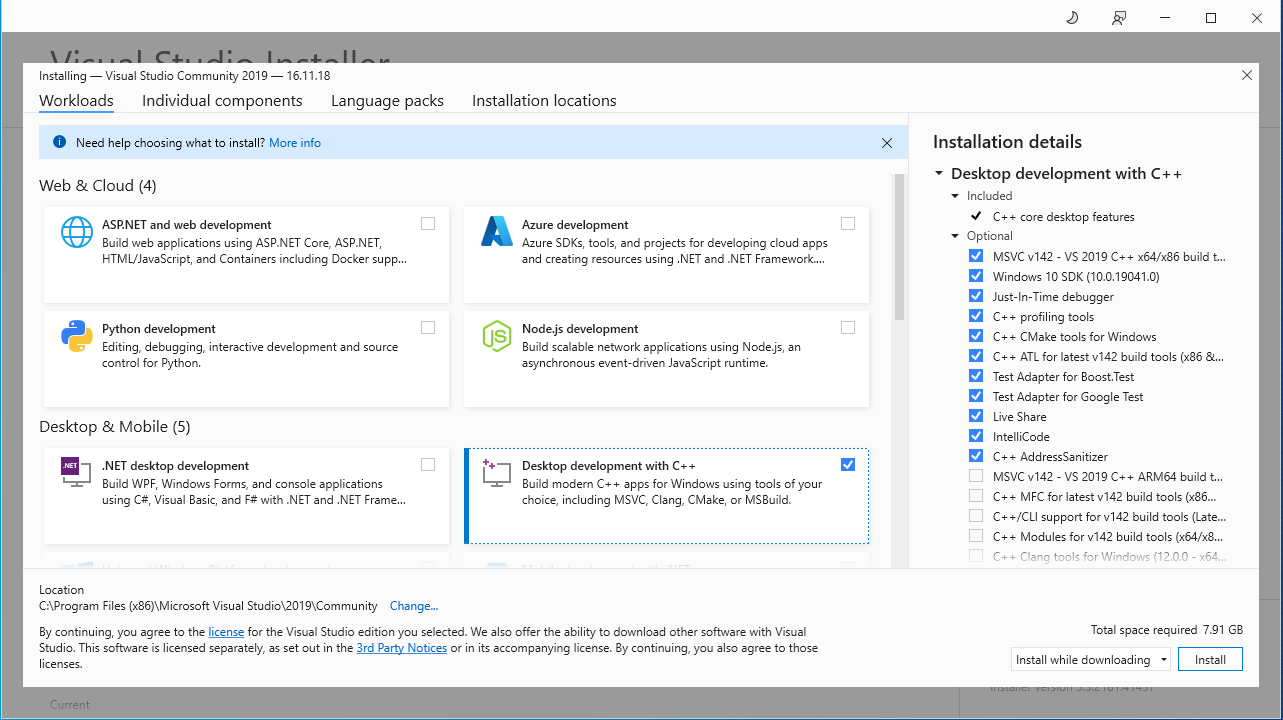 Visual Studio Installer
Installing — Visual Studio Community 2019 — 16.11.18
Workloads
Individual components
Language packs
Installation locations
Need help choosing what to install? More info
Web & Cloud (4)
ASP.NET and web development
Build web applications using ASP.NET Core, ASP.NET,
HTML/JavaScript, and Containers including Docker supp...
Azure development
Azure SDKs, tools, and projects for developing cloud apps
and creating resources using .NET and .NET Framework....
Python development
Editing, debugging, interactive development and source
control for Python.
Node.js development
Build scalable network applications using Node.js, an
asynchronous event-driven JavaScript runtime.
Desktop & Mobile (5)
.NET
.NET desktop development
Build WPF, Windows Forms, and console applications
using C#, Visual Basic, and F# with .NET and .NET Frame...
Desktop development with C++
Build modern C++ apps for Windows using tools of your
choice, including MSVC, Clang, CMake, or MSBuild.
Installation details
Desktop development with C++
Included
C++ core desktop features
Optional
MSVC v142 - VS 2019 C++ x64/x86 build t...
Windows 10 SDK (10.0.19041.0)
Just-In-Time debugger
C++ profiling tools
C++ CMake tools for Windows
C++ ATL for latest v142 build tools (x86 &...
Test Adapter for Boost.Test
Test Adapter for Google Test
Live Share
IntelliCode
C++ AddressSanitizer
MSVC v142 - VS 2019 C++ ARM64 build t...
C++ MFC for latest v142 build tools (x86...
C++/CLI support for v142 build tools (Late...
C++ Modules for v142 build tools (x64/x8...
C++ Clang tools for Windows (12.0.0 - x64...
Location
C:\Program Files (x86)\Microsoft Visual Studio\2019\Community Change...
By continuing, you agree to the license for the Visual Studio edition you selected. We also offer the ability to download other software with Visual
Studio. This software is licensed separately, as set out in the 3rd Party Notices or in its accompanying license. By continuing, you also agree to those
licenses.
Total space required 7.91 GB
Install while downloading
Install
Current
Installer version